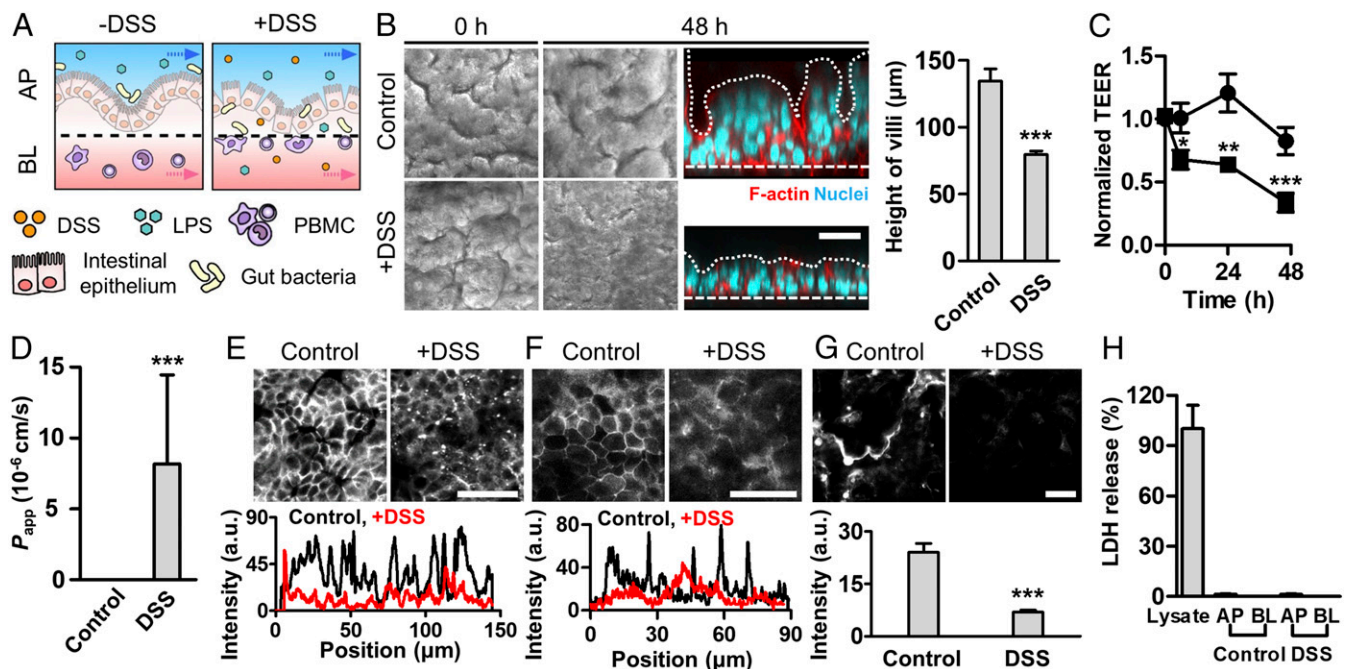 A
-DSS
+DSS
AP
BL
DSS
LPS
PBMC
Intestinal
epithelium
Gut bacteria
B
0 h
48 h
Control
+DSS
F-actin Nuclei
Height of villi (µm)
150
100
50
0
Control
DSS
***
C
Normalized TEER
1.5
1.0
0.5
0.0
*
**
***
0
24
48
Time (h)
D
Papp (10-6 cm/s)
15
10
5
0
***
Control
DSS
E
Control
+DSS
Control, +DSS
Intensity (a.u.)
90
45
0
0
50
100
150
Position (µm)
F
Control
+DSS
Control, +DSS
Intensity (a.u.)
80
40
0
0
30
60
90
Position (µm)
G
Control
+DSS
Intensity (a.u.)
30
15
0
***
Control
DSS
H
LDH release (%)
120
90
60
30
0
Lysate AP BL AP BL
Control DSS